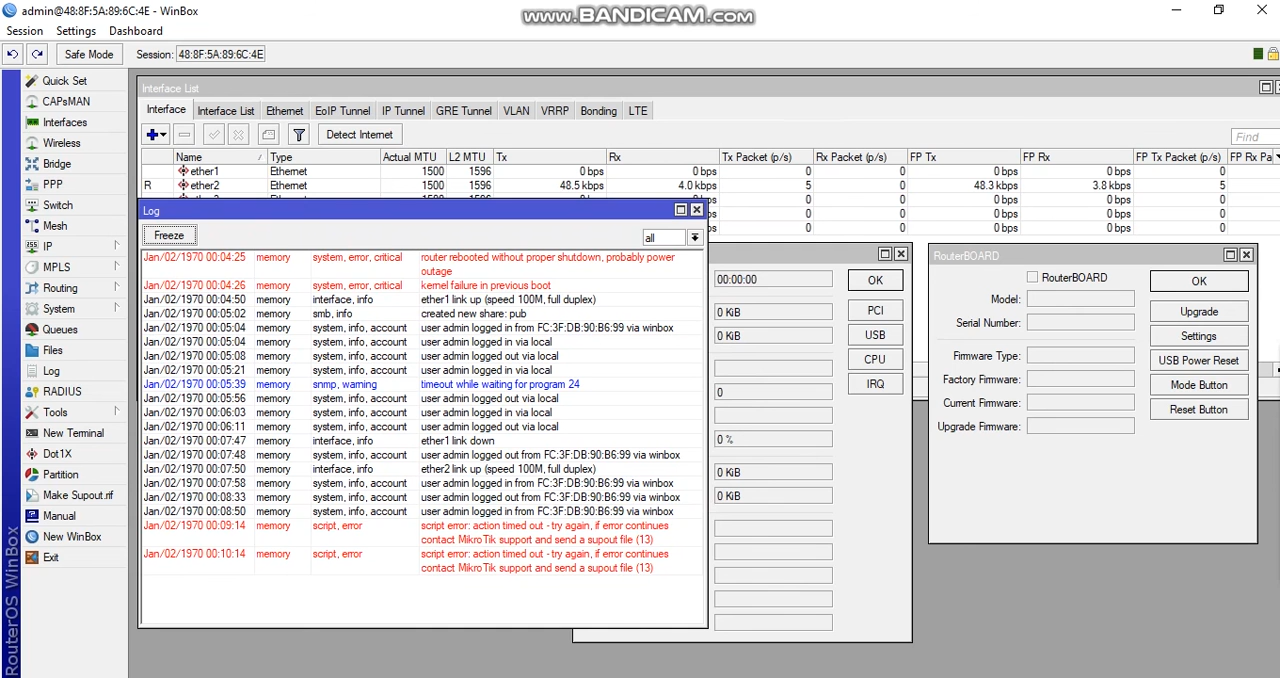 admin@48:8F:5A:89:6C:4E - WinBox
www.BANDICAM.com
Session Settings Dashboard
Safe Mode Session: 48:8F:5A:89:6C:4E
Quick Set
CAPsMAN
Interfaces
Wireless
Bridge
PPP
Switch
Mesh
IP
MPLS
Routing
System
Queues
Files
Log
RADIUS
Tools
New Terminal
Dot1X
Partition
Make Supout.rif
Manual
New WinBox
Exit
RouterOS WinBox
Interface List
Interface Interface List Ethernet EoIP Tunnel IP Tunnel GRE Tunnel VLAN VRRP Bonding LTE
Detect Internet Find
Name Type Actual MTU L2 MTU Tx Rx Tx Packet (p/s) Rx Packet (p/s) FP Tx FP Rx FP Tx Packet (p/s) FP Rx Pa
ether1 Ethernet 1500 1596 0 bps 0 bps 0 0 0 bps 0 bps 0
R ether2 Ethernet 1500 1596 48.5 kbps 4.0 kbps 5 0 48.3 kbps 3.8 kbps 5
0 0 0 bps 0 bps 0
0 0 0 bps 0 bps 0
0 0 0 bps 0 bps 0
Log
Freeze all
Jan/02/1970 00:04:25 memory system, error, critical router rebooted without proper shutdown, probably power
outage
Jan/02/1970 00:04:26 memory system, error, critical kernel failure in previous boot
Jan/02/1970 00:04:50 memory interface, info ether1 link up (speed 100M, full duplex)
Jan/02/1970 00:05:02 memory smb, info created new share: pub
Jan/02/1970 00:05:04 memory system, info, account user admin logged in from FC:3F:DB:90:B6:99 via winbox
Jan/02/1970 00:05:04 memory system, info, account user admin logged in via local
Jan/02/1970 00:05:08 memory system, info, account user admin logged out via local
Jan/02/1970 00:05:21 memory system, info, account user admin logged in via local
Jan/02/1970 00:05:39 memory snmp, warning timeout while waiting for program 24
Jan/02/1970 00:05:56 memory system, info, account user admin logged out via local
Jan/02/1970 00:06:03 memory system, info, account user admin logged in via local
Jan/02/1970 00:06:11 memory system, info, account user admin logged out via local
Jan/02/1970 00:07:47 memory interface, info ether1 link down
Jan/02/1970 00:07:48 memory system, info, account user admin logged out from FC:3F:DB:90:B6:99 via winbox
Jan/02/1970 00:07:50 memory interface, info ether2 link up (speed 100M, full duplex)
Jan/02/1970 00:07:58 memory system, info, account user admin logged in from FC:3F:DB:90:B6:99 via winbox
Jan/02/1970 00:08:33 memory system, info, account user admin logged out from FC:3F:DB:90:B6:99 via winbox
Jan/02/1970 00:08:50 memory system, info, account user admin logged in from FC:3F:DB:90:B6:99 via winbox
Jan/02/1970 00:09:14 memory script, error script error: action timed out - try again, if error continues
contact MikroTik support and send a supout file (13)
Jan/02/1970 00:10:14 memory script, error script error: action timed out - try again, if error continues
contact MikroTik support and send a supout file (13)
00:00:00 OK
0 KiB PCI
0 KiB USB
CPU
0 IRQ
0 %
0 KiB
0 KiB
RouterBOARD
RouterBOARD OK
Model:
Upgrade
Serial Number:
Settings
Firmware Type:
USB Power Reset
Factory Firmware:
Mode Button
Current Firmware:
Reset Button
Upgrade Firmware: